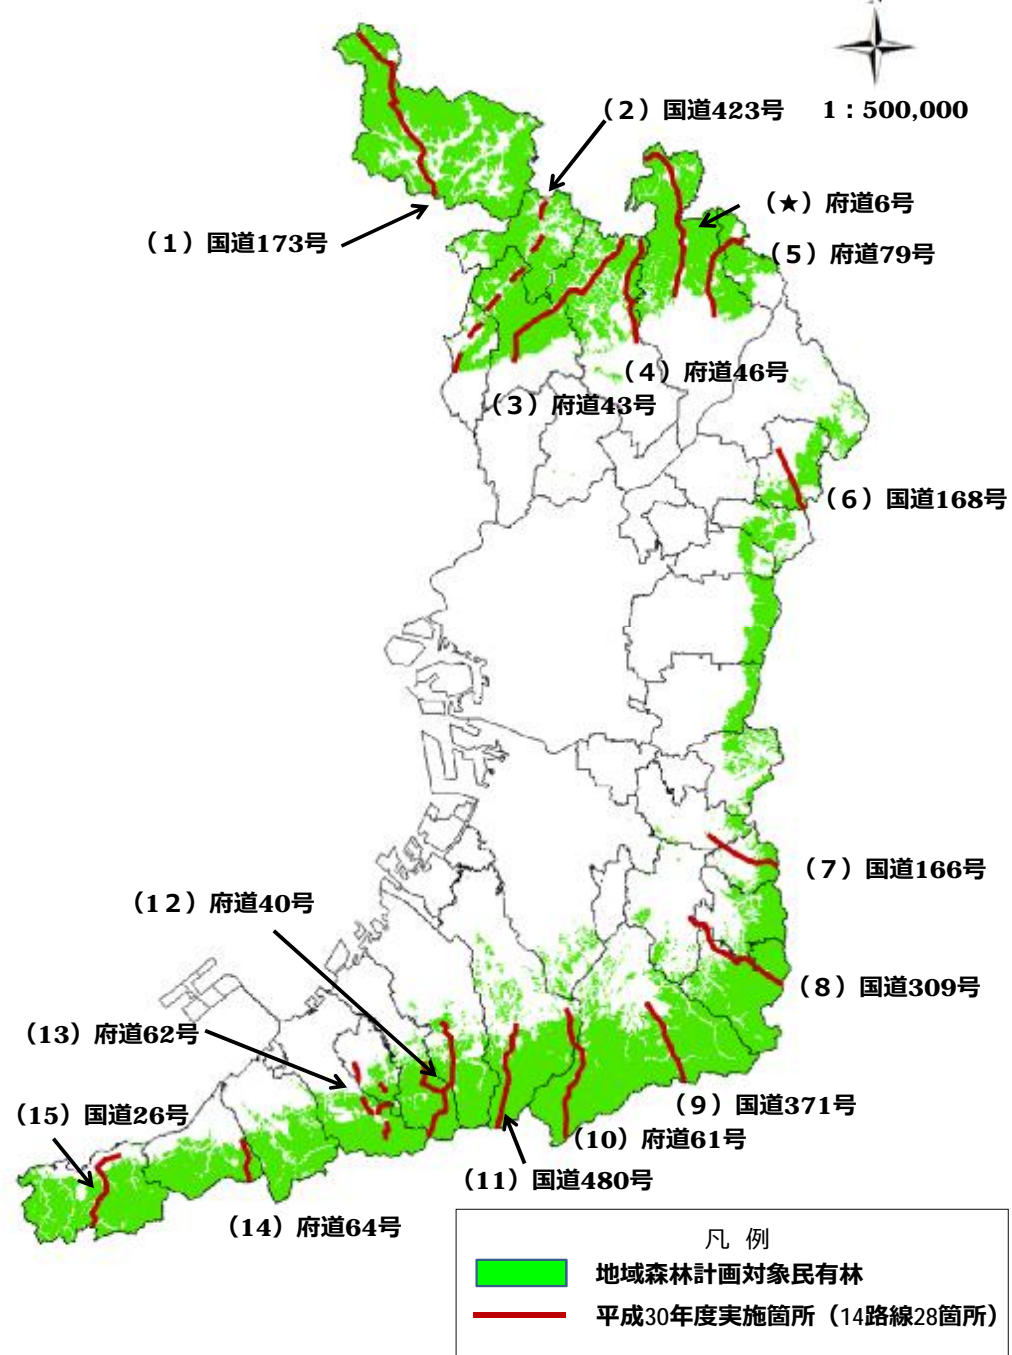 （２）国道423号
1：500,000
（★）府道6号
（１）国道173号
（５）府道79号
（４）府道46号
（３）府道43号
（６）国道168号
（７）国道166号
（１２）府道40号
（８）国道309号
（13）府道62号
（９）国道371号
（15）国道26号
（10）府道61号
（11）国道480号
（14）府道64号
凡 例
地域森林計画対象民有林
平成30年度実施箇所（14路線28箇所）